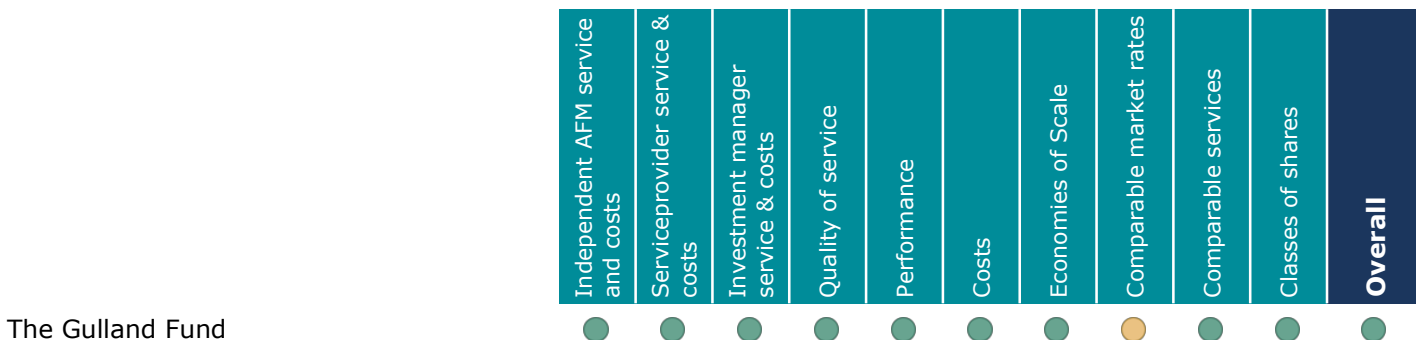 Independent AFM service
and costs
Serviceprovider service &
costs
Investment manager
service & costs
Quality of service
Performance
Costs
Economies of Scale
Comparable market rates
Comparable services
Classes of shares
Overall
The Gulland Fund